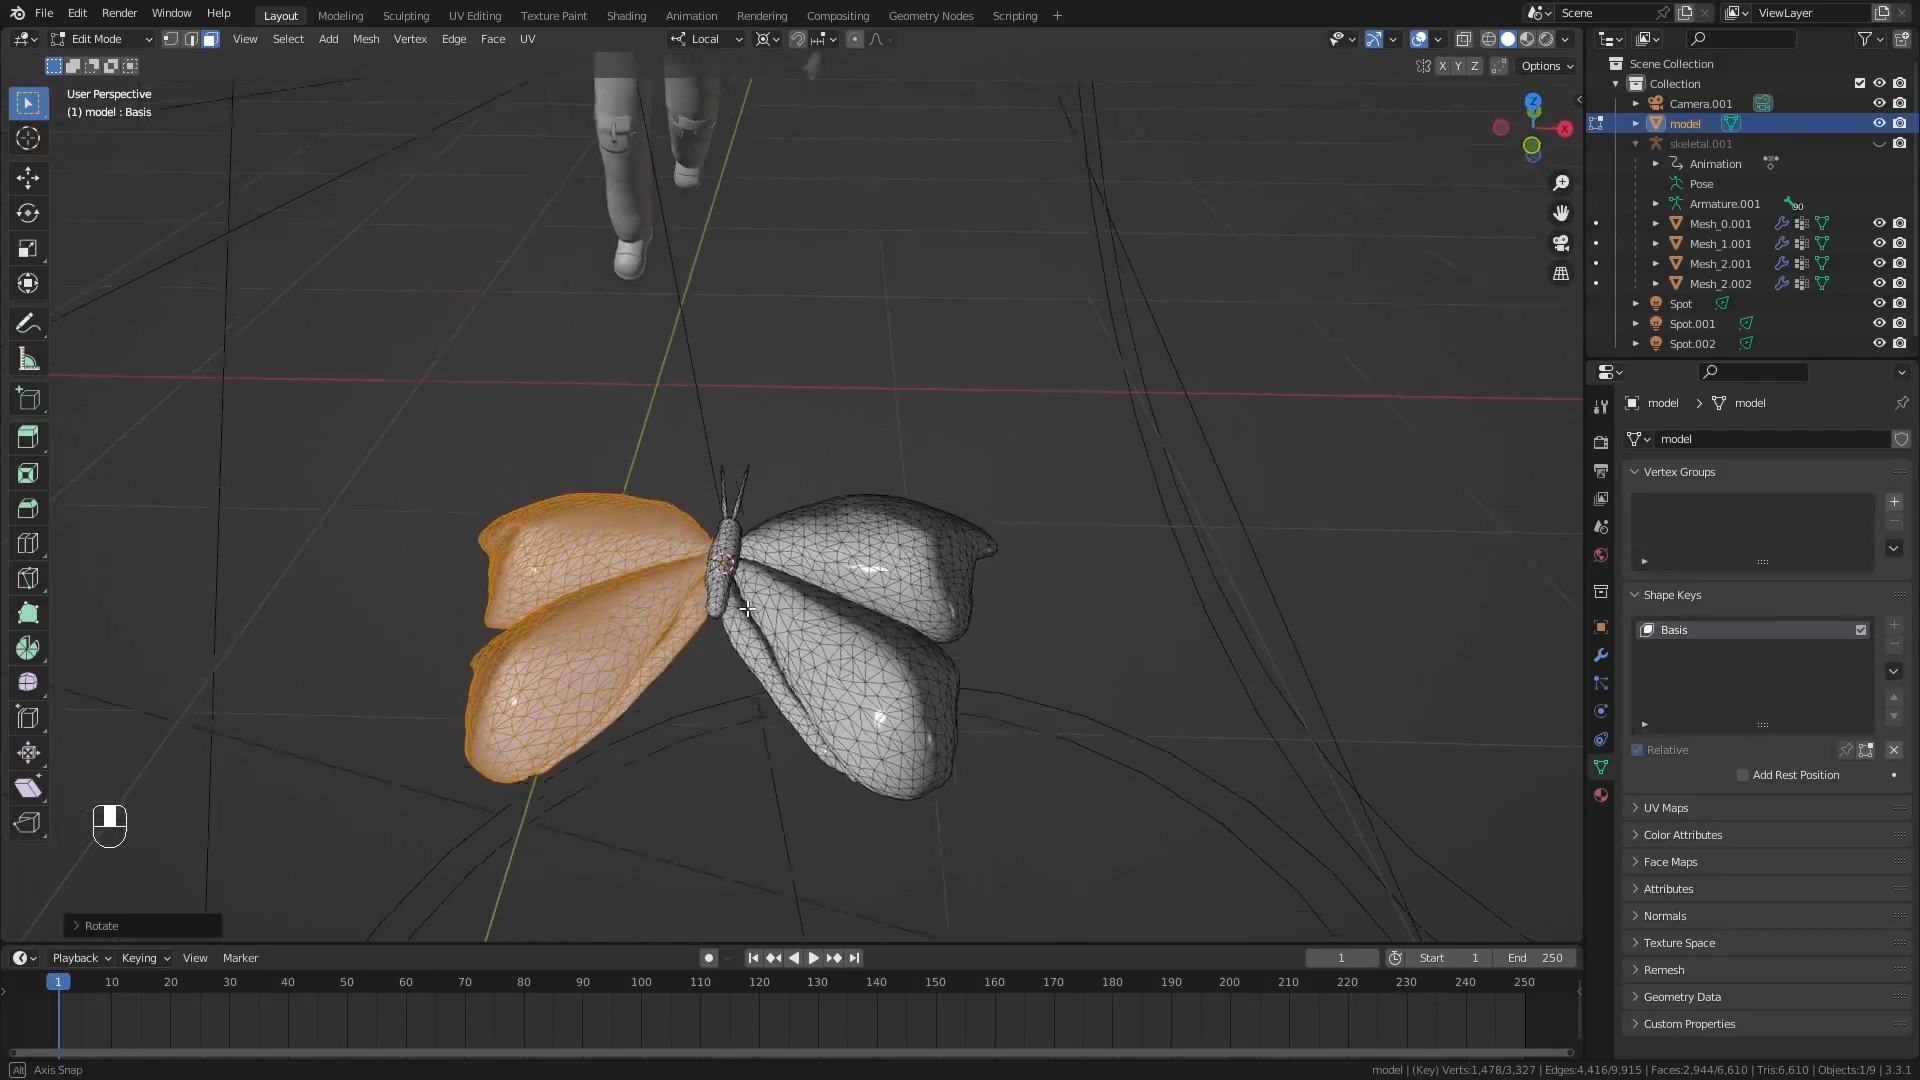 File Edit Render Window Help Layout Modeling Sculpting UV Editing Texture Paint Shading Animation Rendering Compositing Geometry Nodes Scripting + Scene ViewLayer
Edit Mode View Select Add Mesh Vertex Edge Face UV Local
X Y Z Options
User Perspective
(1) model : Basis
Z
X
Rotate
Scene Collection
Collection
Camera.001
model
skeletal.001
Animation
Pose
Armature.001 90
Mesh_0.001
Mesh_1.001
Mesh_2.001
Mesh_2.002
Spot
Spot.001
Spot.002
model > model
model
Vertex Groups
Shape Keys
Basis
Relative
Add Rest Position
UV Maps
Color Attributes
Face Maps
Attributes
Normals
Texture Space
Remesh
Geometry Data
Custom Properties
Playback Keying View Marker 1 Start 1 End 250
1 10 20 30 40 50 60 70 80 90 100 110 120 130 140 150 160 170 180 190 200 210 220 230 240 250
Alt Axis Snap model | (Key) Verts:1,478/3,327 | Edges:4,416/9,915 | Faces:2,944/6,610 | Tris:6,610 | Objects:1/9 | 3.3.1